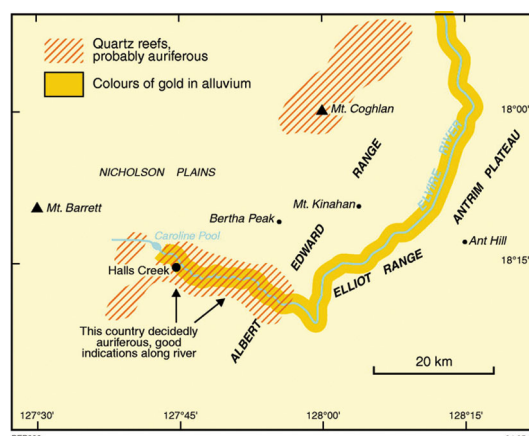 Quartz reefs,
probably auriferous
Colours of gold in alluvium
Mt. Coghlan
18°00'
NICHOLSON PLAINS
RANGE
ELVIRE RIVER
ANTRIM PLATEAU
Mt. Barrett
Mt. Kinahan
Bertha Peak
EDWARD
Caroline Pool
Ant Hill
Halls Creek
18°15'
ELLIOT RANGE
This country decidedly
auriferous, good
indications along river
ALBERT
20 km
127°30'
127°45'
128°00'
128°15'